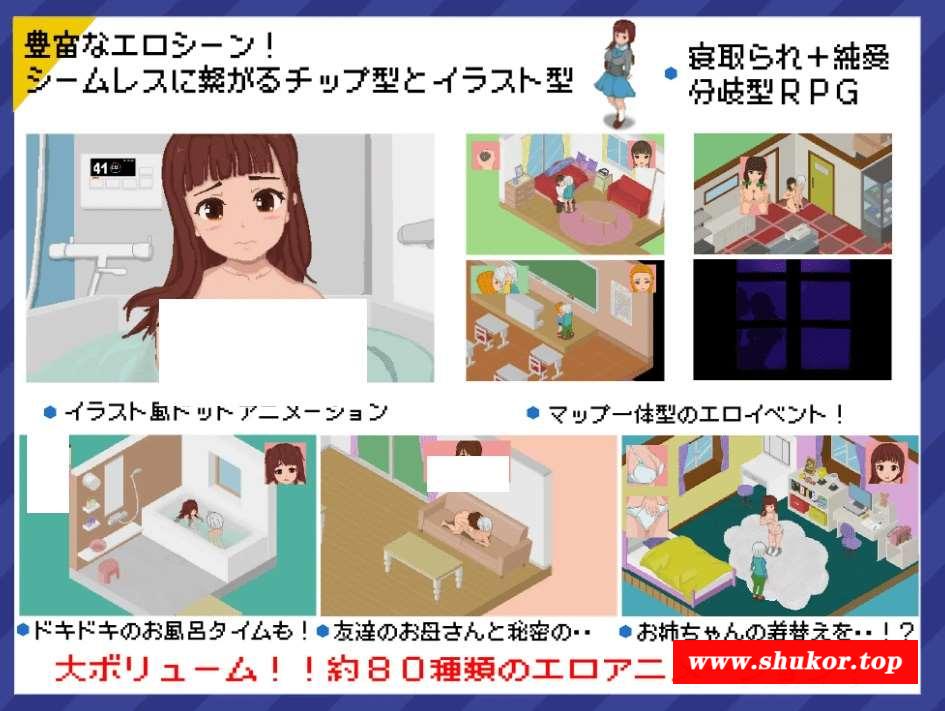 豊富なエロシーン！
シームレスに繋がるチップ型とイラスト型
寝取られ＋純愛
分岐型ＲＰＧ
41
イラスト風ドットアニメーション
マップ一体型のエロイベント！
ドキドキのお風呂タイムも！
友達のお母さんと秘密の‥
お姉ちゃんの着替えを‥！？
大ボリューム！！約８０種類のエロアニ
www.shukor.top